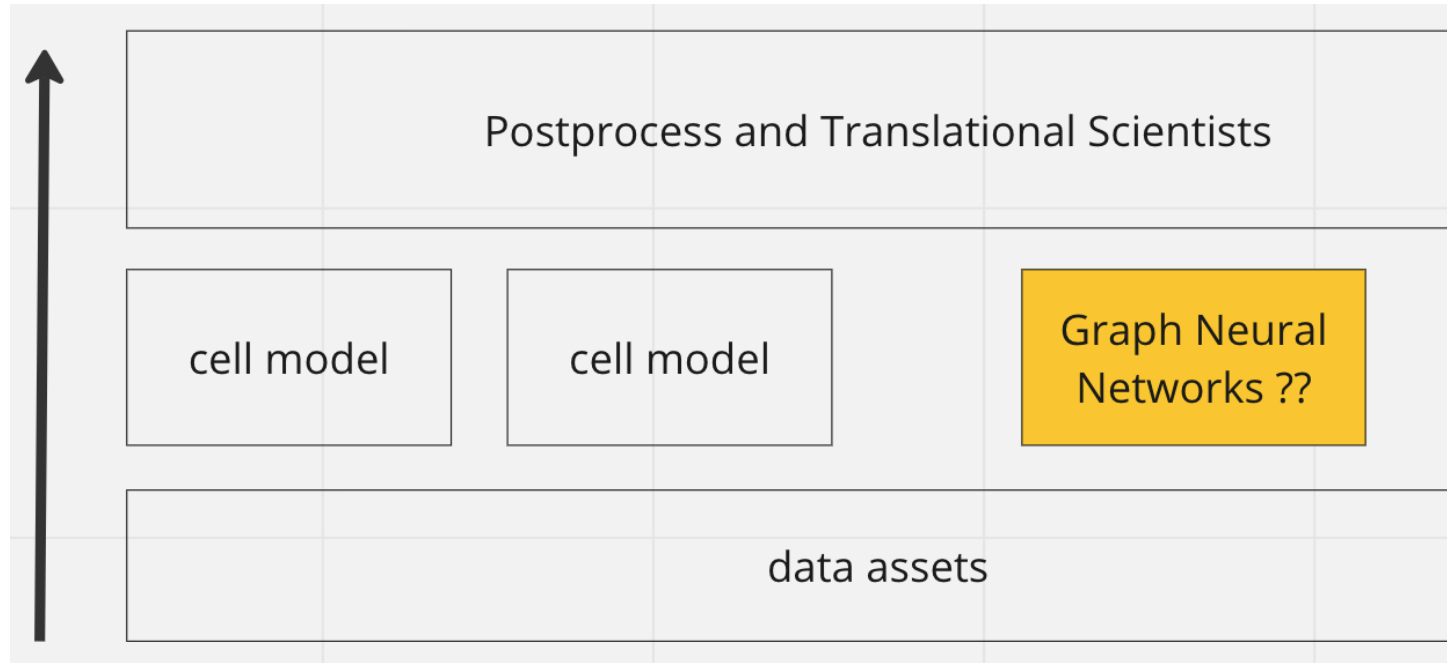 Postprocess and Translational Scientists
cell model
cell model
Graph Neural
Networks ??
data assets